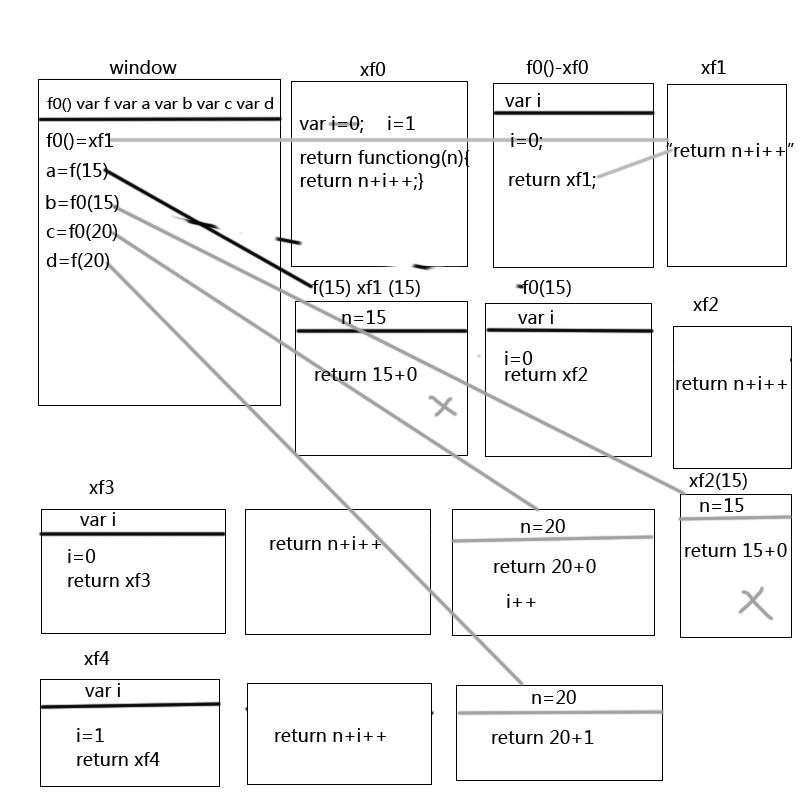 window
f0() var f var a var b var c var d
f0()=xf1
a=f(15)
b=f0(15)
c=f0(20)
d=f(20)
xf0
var i=0; i=1
return functiong(n){
return n+i++;}
f0()-xf0
var i
i=0;
return xf1;
xf1
"return n+i++"
f(15) xf1 (15)
n=15
return 15+0
f0(15)
var i
i=0
return xf2
xf2
return n+i++
xf2(15)
n=15
return 15+0
xf3
var i
i=0
return xf3
return n+i++
n=20
return 20+0
i++
xf4
var i
i=1
return xf4
return n+i++
n=20
return 20+1